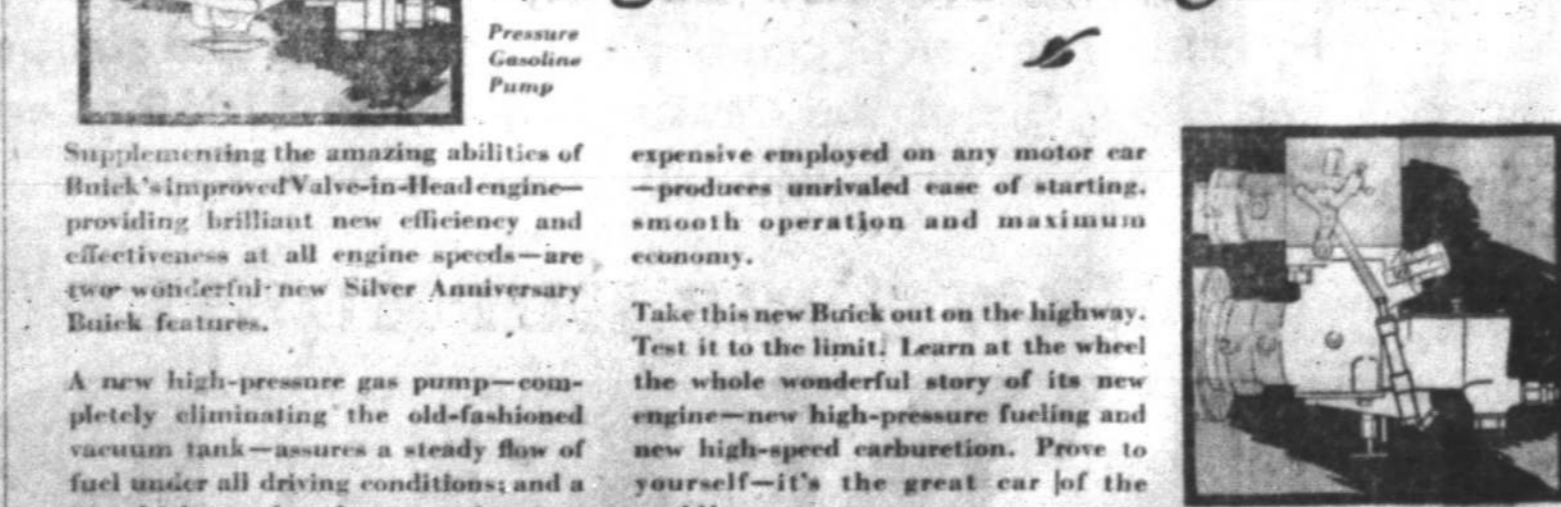 Pressure
Gasoline
Pump
Supplementing the amazing abilities of
Buick's improved Valve-in-Head engine—
providing brilliant new efficiency and
effectiveness at all engine speeds—are
two wonderful new Silver Anniversary
Buick features.
A new high-pressure gas pump—com-
pletely eliminating the old-fashioned
vacuum tank—assures a steady flow of
fuel under all driving conditions; and a
expensive employed on any motor car
—produces unrivaled ease of starting,
smooth operation and maximum
economy.
Take this new Buick out on the highway.
Test it to the limit. Learn at the wheel
the whole wonderful story of its new
engine—new high-pressure fueling and
new high-speed carburetion. Prove to
yourself—it's the great car of the